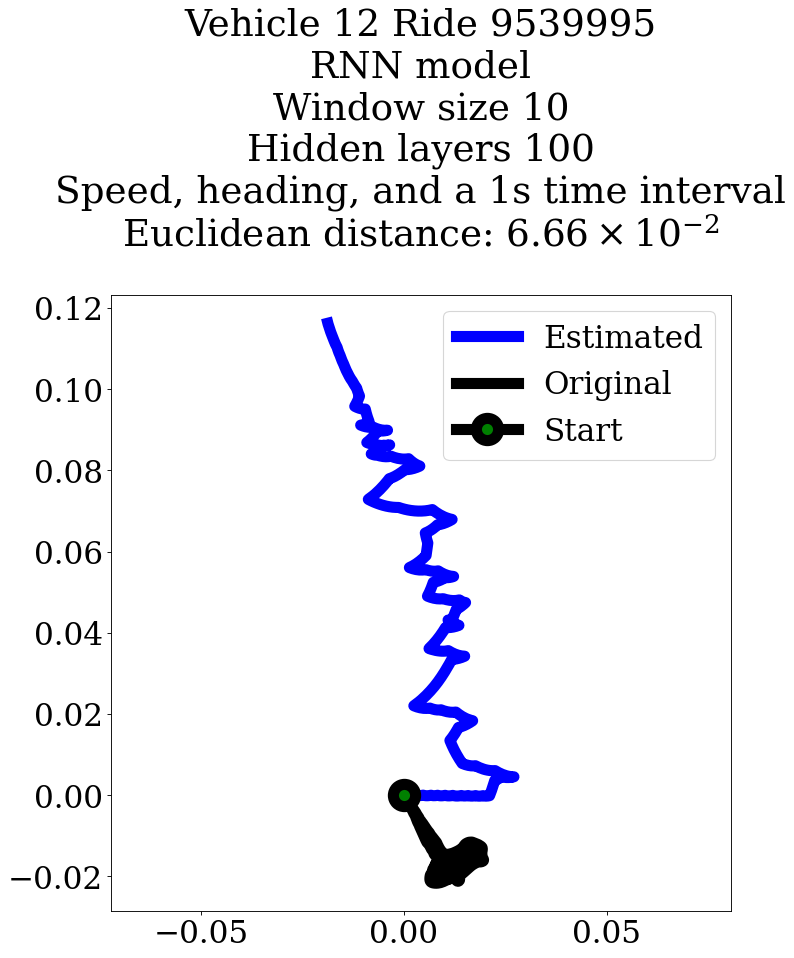 Vehicle 12 Ride 9539995
RNN model
Window size 10
Hidden layers 100
Speed, heading, and a 1s time interval
Euclidean distance: 6.66 × 10⁻²
0.12
0.10
0.08
0.06
0.04
0.02
0.00
−0.02
Estimated
Original
Start
−0.05
0.00
0.05